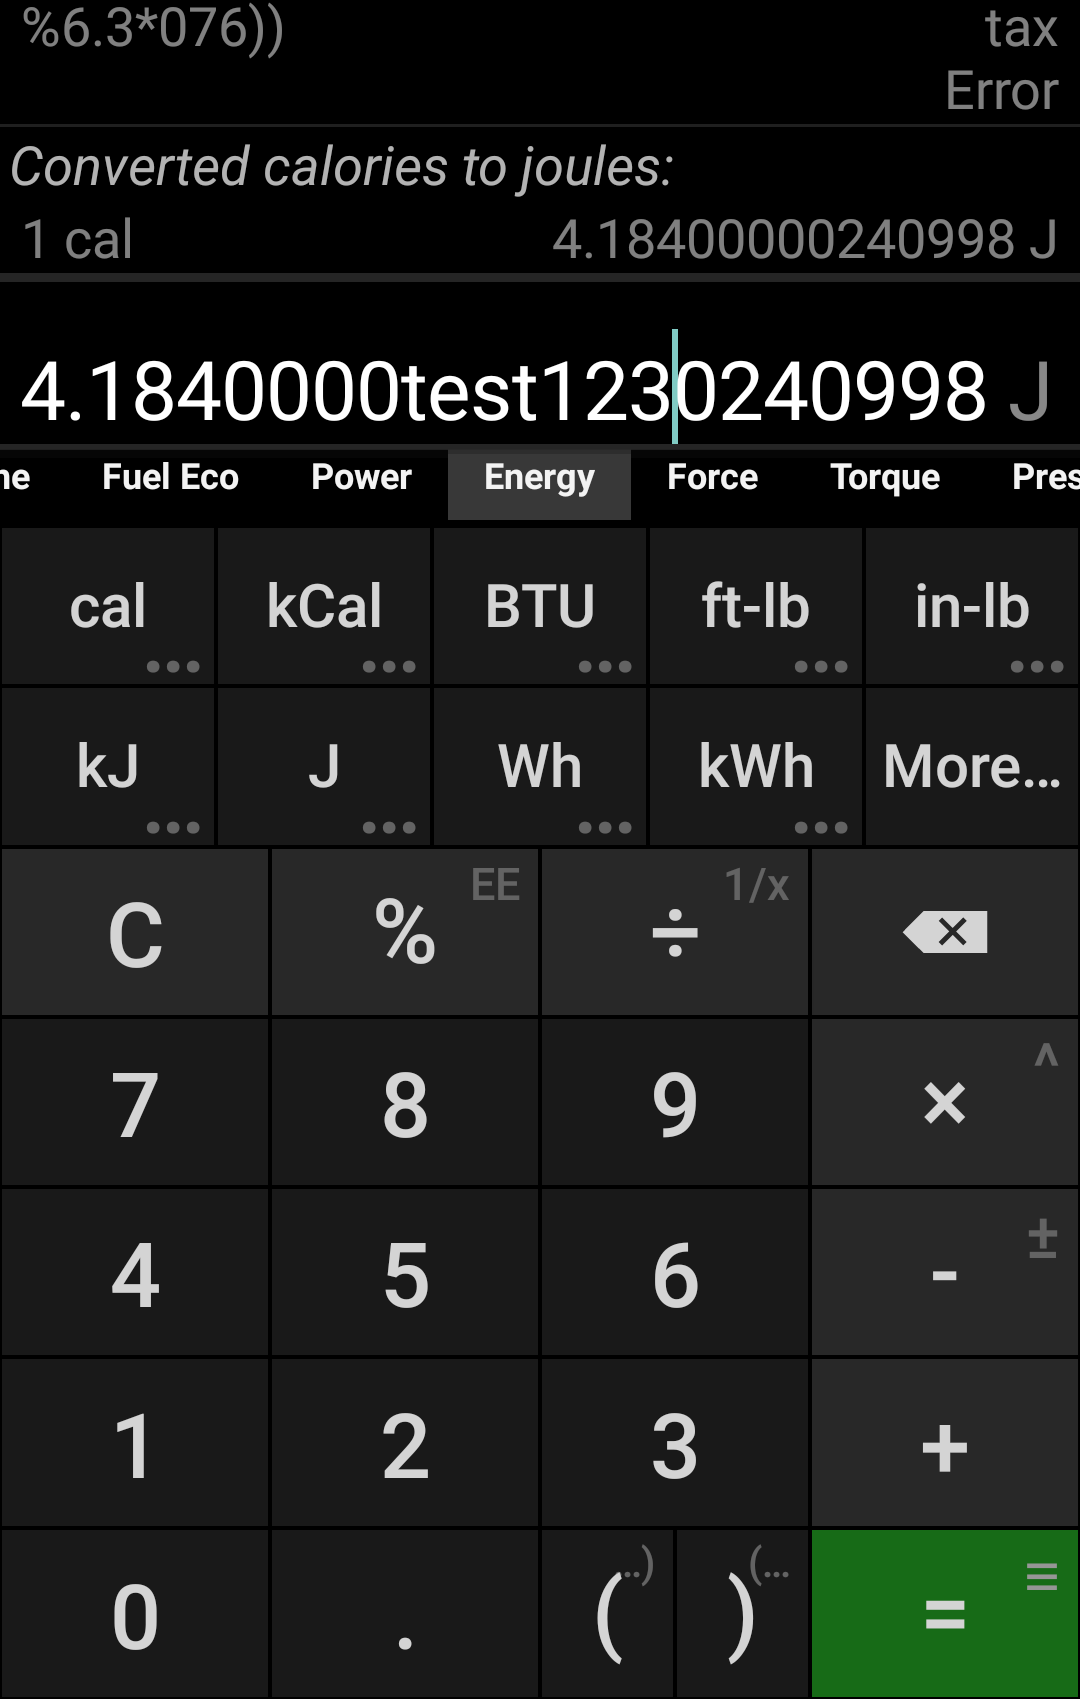 %6.3*076)) tax
Error
Converted calories to joules:
1 cal 4.18400000240998 J
4.1840000test1230240998 J
ne Fuel Eco Power Energy Force Torque Pres
cal kCal BTU ft-lb in-lb
kJ J Wh kWh More...
C % EE ÷ 1/x
7 8 9 × ^
4 5 6 - ±
1 2 3 +
0 . ( ..) ) (... = ≡